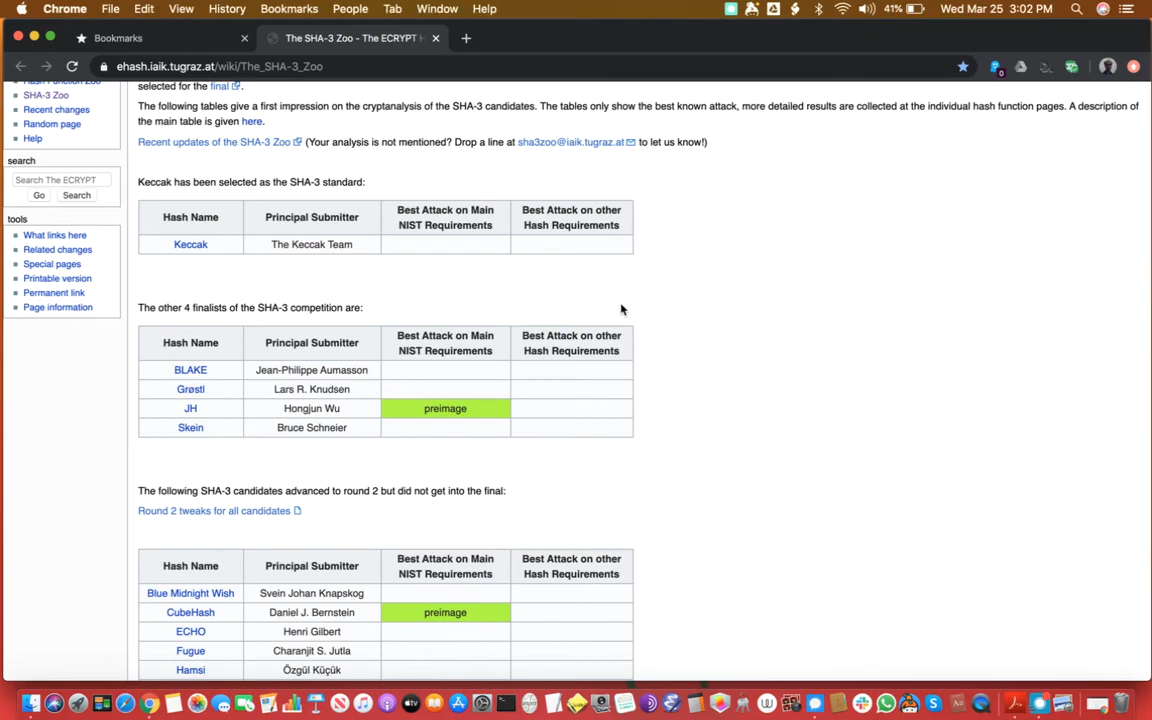 Chrome File Edit View History Bookmarks People Tab Window Help 41% Wed Mar 25 3:02 PM
Bookmarks The SHA-3 Zoo - The ECRYPT H
ehash.iaik.tugraz.at/wiki/The_SHA-3_Zoo 0
Hash Function Zoo
SHA-3 Zoo
Recent changes
Random page
Help
search
Search The ECRYPT
Go Search
tools
What links here
Related changes
Special pages
Printable version
Permanent link
Page information
selected for the final.
The following tables give a first impression on the cryptanalysis of the SHA-3 candidates. The tables only show the best known attack, more detailed results are collected at the individual hash function pages. A description of
the main table is given here.
Recent updates of the SHA-3 Zoo (Your analysis is not mentioned? Drop a line at sha3zoo@iaik.tugraz.at to let us know!)
Keccak has been selected as the SHA-3 standard:
Hash Name Principal Submitter Best Attack on Main NIST Requirements Best Attack on other Hash Requirements
Keccak The Keccak Team
The other 4 finalists of the SHA-3 competition are:
Hash Name Principal Submitter Best Attack on Main NIST Requirements Best Attack on other Hash Requirements
BLAKE Jean-Philippe Aumasson
Grøstl Lars R. Knudsen
JH Hongjun Wu preimage
Skein Bruce Schneier
The following SHA-3 candidates advanced to round 2 but did not get into the final:
Round 2 tweaks for all candidates
Hash Name Principal Submitter Best Attack on Main NIST Requirements Best Attack on other Hash Requirements
Blue Midnight Wish Svein Johan Knapskog
CubeHash Daniel J. Bernstein preimage
ECHO Henri Gilbert
Fugue Charanjit S. Jutla
Hamsi Özgül Küçük